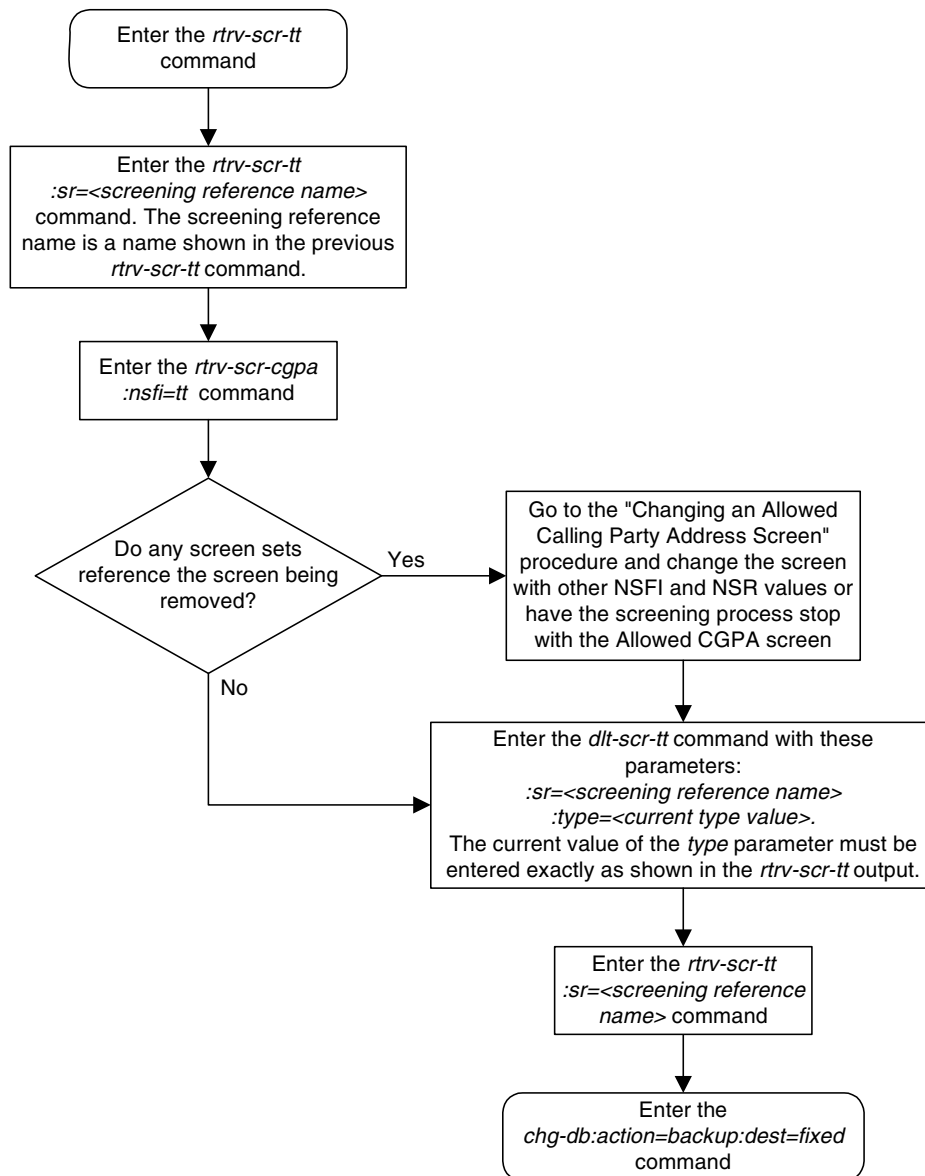 Enter the rtrv-scr-tt
command
Enter the rtrv-scr-tt
:sr=<screening reference name>
command. The screening reference
name is a name shown in the previous
rtrv-scr-tt command.
Enter the rtrv-scr-cgpa
:nsfi=tt command
Do any screen sets
reference the screen being
removed?
Yes
Go to the "Changing an Allowed
Calling Party Address Screen"
procedure and change the screen
with other NSFI and NSR values or
have the screening process stop
with the Allowed CGPA screen
No
Enter the dlt-scr-tt command with these
parameters:
:sr=<screening reference name>
:type=<current type value>.
The current value of the type parameter must be
entered exactly as shown in the rtrv-scr-tt output.
Enter the rtrv-scr-tt
:sr=<screening reference
name> command
Enter the
chg-db:action=backup:dest=fixed
command